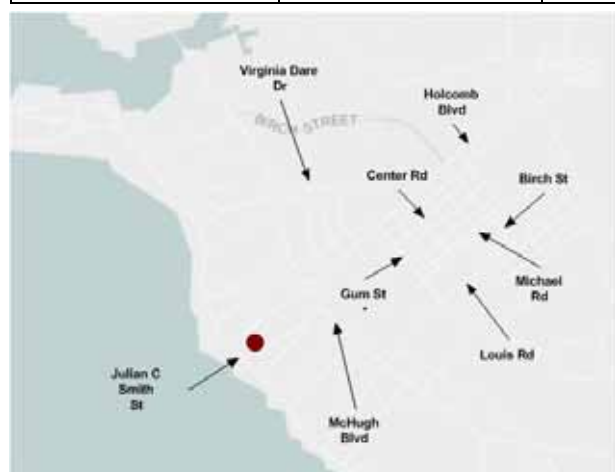 Virginia Dare
Dr
Holcomb
Blvd
BIRCH STREET
Center Rd
Birch St
Gum St
Michael
Rd
Louis Rd
Julian C
Smith
St
McHugh
Blvd